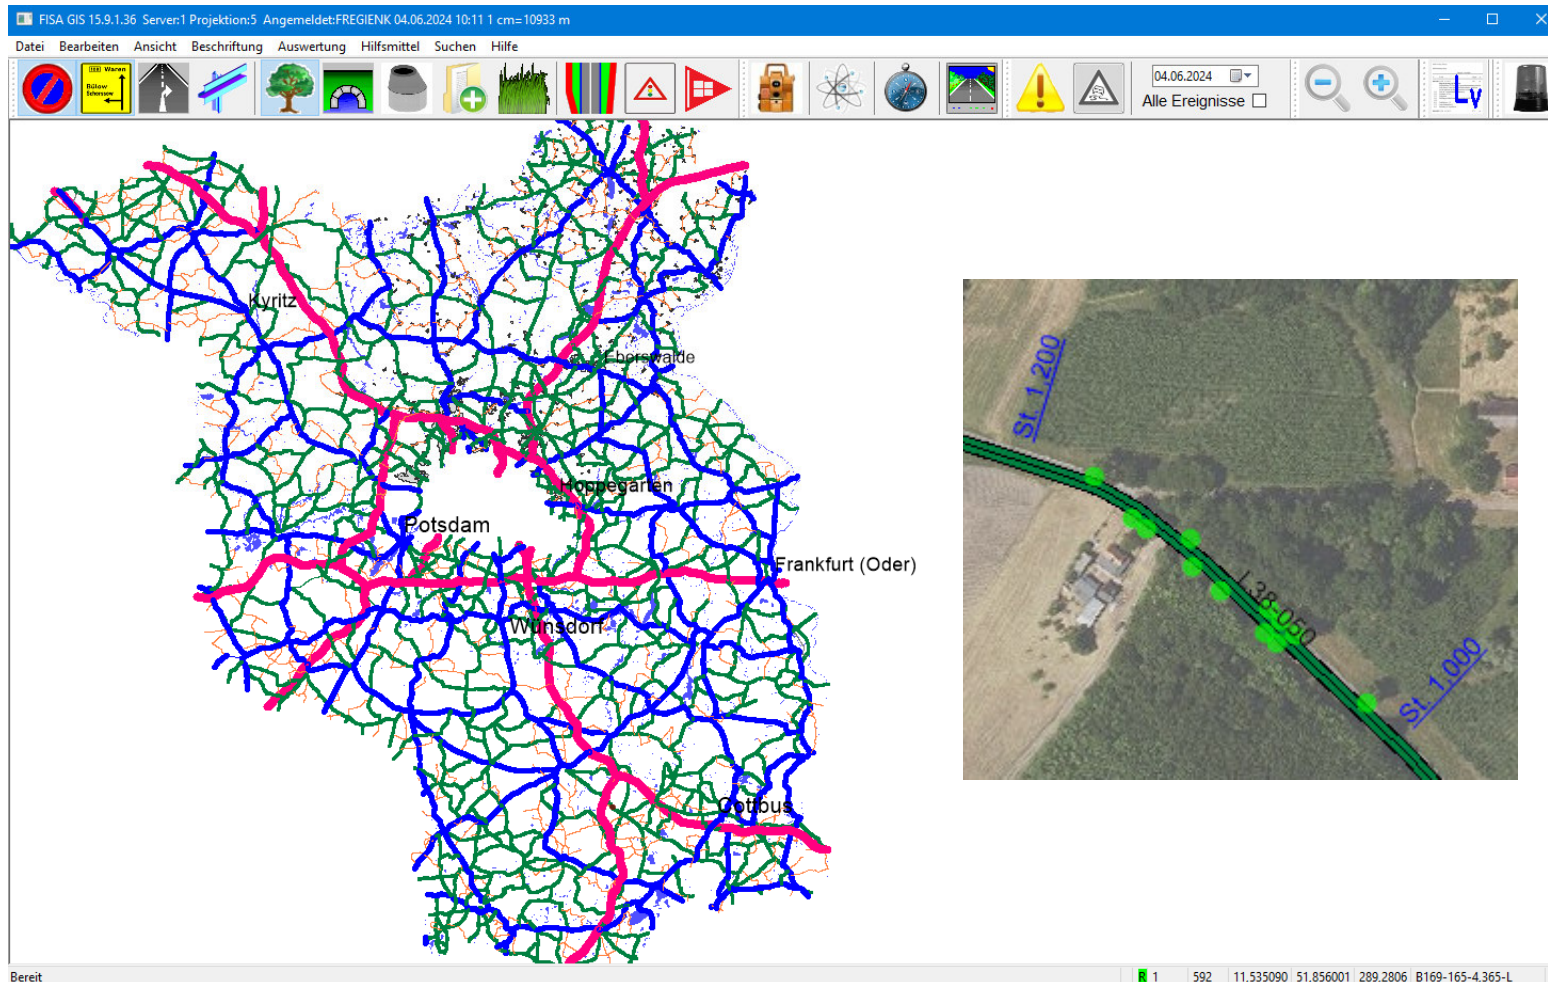 FISA GIS 15.9.1.36 Server:1 Projektion:5 Angemeldet:FREGIENK 04.06.2024 10:11 1 cm=10933 m
Datei Bearbeiten Ansicht Beschriftung Auswertung Hilfsmittel Suchen Hilfe
Waren
Bülow
04.06.2024
Alle Ereignisse
LV
Kyritz
Eberswalde
Hoppegarten
Potsdam
Frankfurt (Oder)
Wünsdorf
Cottbus
St. 1,200
L38-050
St. 1,000
Bereit
R 1 592 11.535090 51.856001 289.2806 B169-165-4.365-L